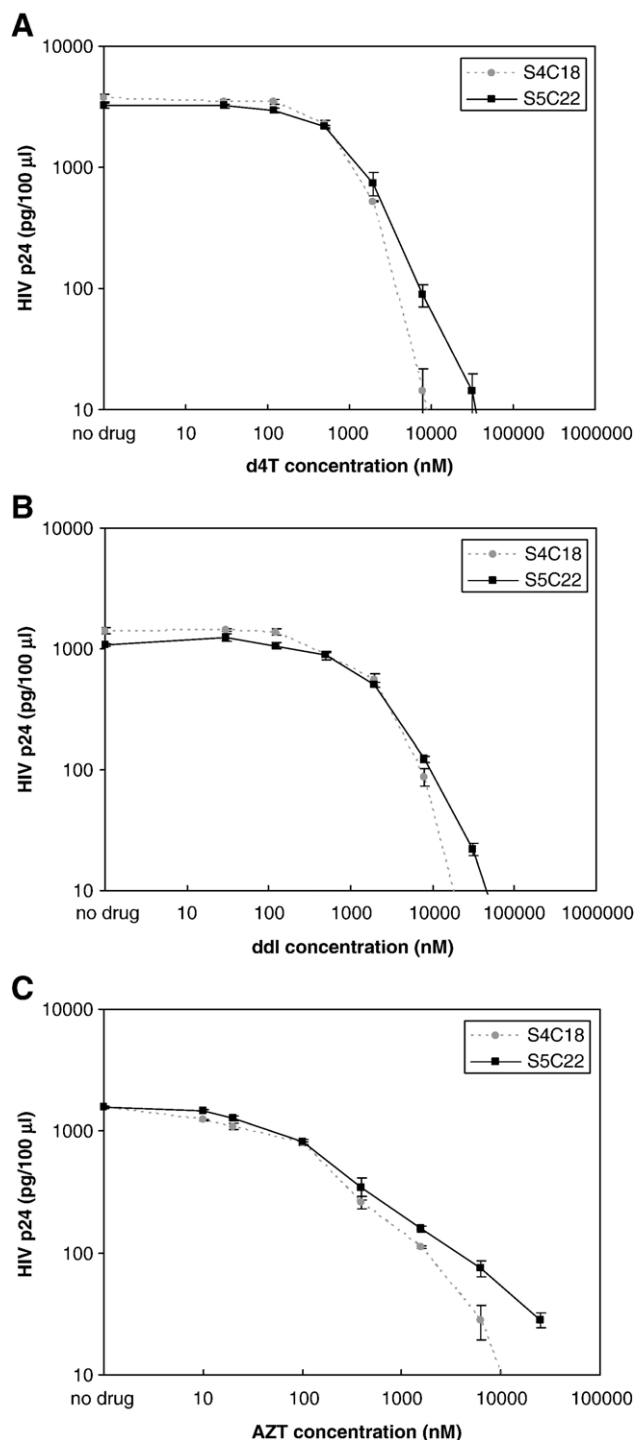 A
10000
1000
100
10
HIV p24 (pg/100 µl)
S4C18
S5C22
no drug 10 100 1000 10000 100000 1000000
d4T concentration (nM)
B
10000
1000
100
10
HIV p24 (pg/100 µl)
S4C18
S5C22
no drug 10 100 1000 10000 100000 1000000
ddI concentration (nM)
C
10000
1000
100
10
HIV p24 (pg/100 µl)
S4C18
S5C22
no drug 10 100 1000 10000 100000
AZT concentration (nM)